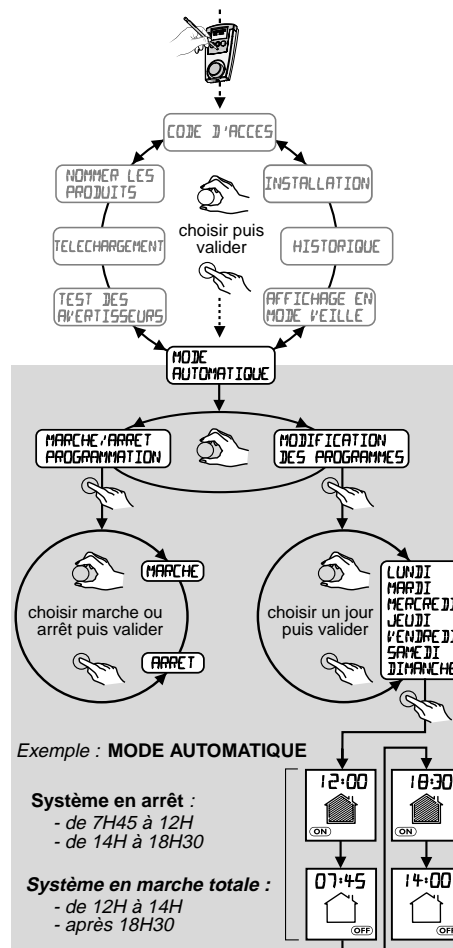 CODE D'ACCES
NOMMER LES
PRODUITS
INSTALLATION
choisir puis
valider
TELECHARGEMENT
HISTORIQUE
TEST DES
AVERTISSEURS
AFFICHAGE EN
MODE VEILLE
MODE
AUTOMATIQUE
MARCHE/ARRET
PROGRAMMATION
MODIFICATION
DES PROGRAMMES
MARCHE
choisir marche ou
arrêt puis valider
ARRET
choisir un jour
puis valider
LUNDI
MARDI
MERCREDI
JEUDI
VENDREDI
SAMEDI
DIMANCHE
Exemple : MODE AUTOMATIQUE
Système en arrêt :
- de 7H45 à 12H
- de 14H à 18H30
Système en marche totale :
- de 12H à 14H
- après 18H30
12:00
ON
18:30
ON
07:45
OFF
14:00
OFF